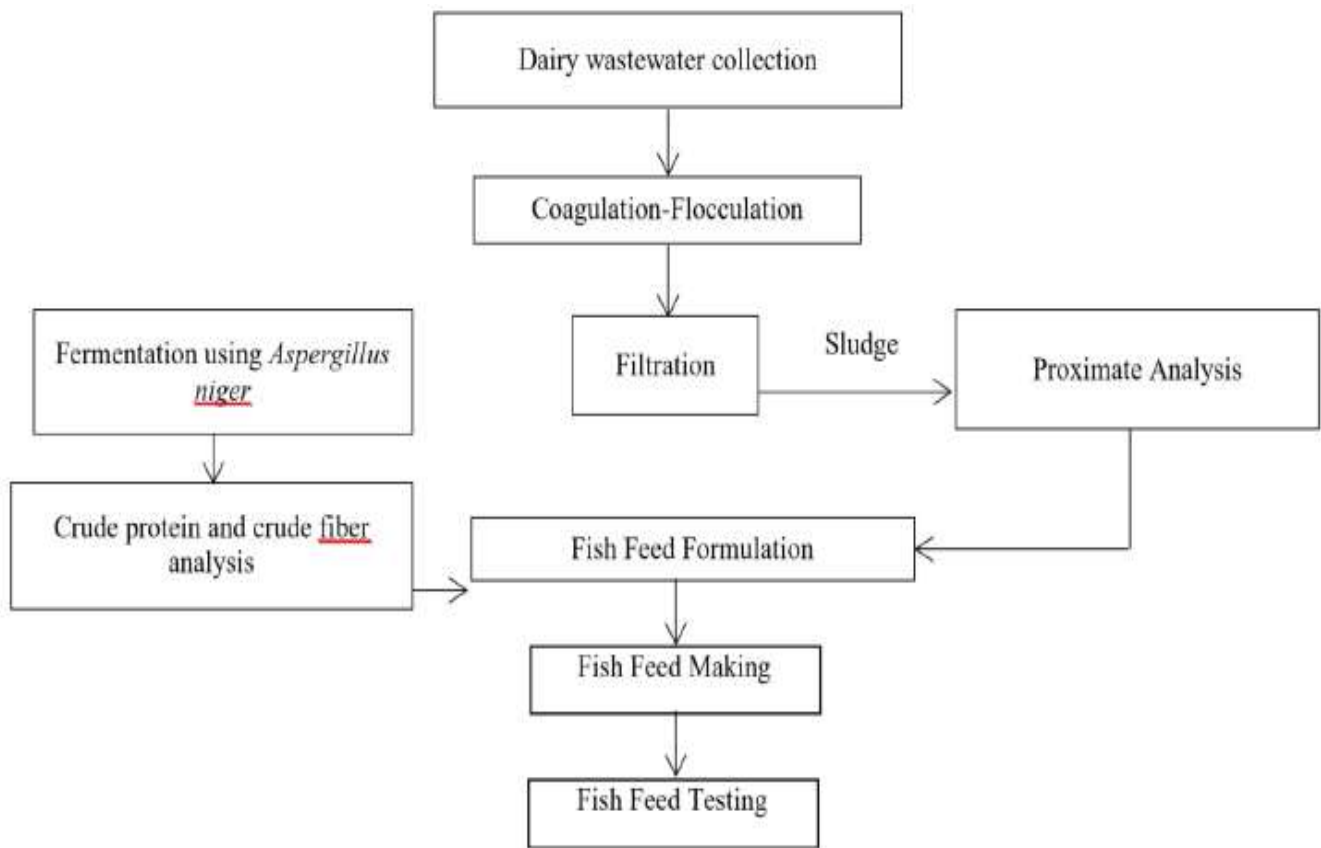 Dairy wastewater collection
Coagulation-Flocculation
Filtration
Sludge
Proximate Analysis
Fermentation using Aspergillus
niger
Crude protein and crude fiber
analysis
Fish Feed Formulation
Fish Feed Making
Fish Feed Testing